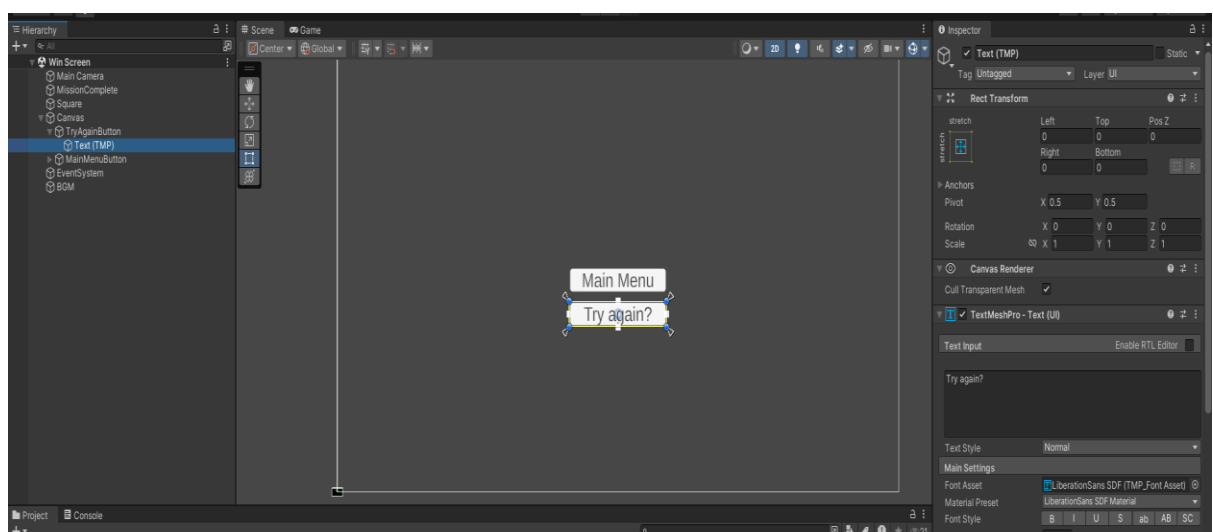 Hierarchy
All
Win Screen
Main Camera
MissionComplete
Square
Canvas
TryAgainButton
Text (TMP)
MainMenuButton
EventSystem
BGM
Scene
Game
Center
Global
2D
Main Menu
Try again?
Inspector
Text (TMP)
Static
Tag Untagged Layer UI
Rect Transform
stretch Left Top Pos Z
stretch
0 0 0
Right Bottom
0 0
R
Anchors
Pivot X 0.5 Y 0.5
Rotation X 0 Y 0 Z 0
Scale X 1 Y 1 Z 1
Canvas Renderer
Cull Transparent Mesh
TextMeshPro - Text (UI)
Text Input Enable RTL Editor
Try again?
Text Style Normal
Main Settings
Font Asset LiberationSans SDF (TMP_Font Asset)
Material Preset LiberationSans SDF Material
Font Style B I U S ab AB SC
Project
Console